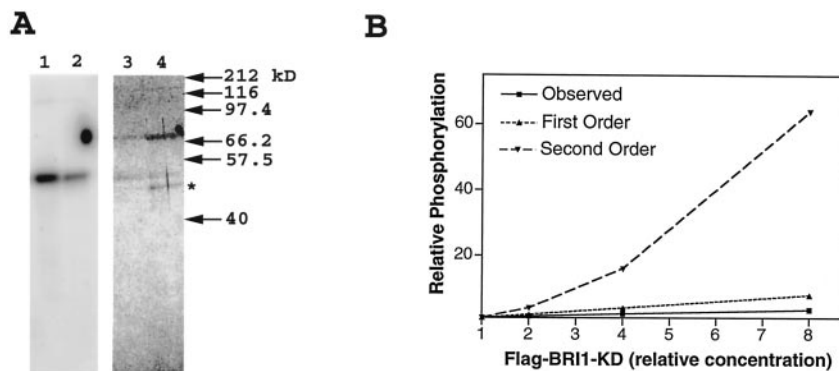 A
1 2 3 4
212 kD
116
97.4
66.2
57.5
*
40
B
Relative Phosphorylation
60
40
20
Observed
First Order
Second Order
1 2 3 4 5 6 7 8
Flag-BRI1-KD (relative concentration)